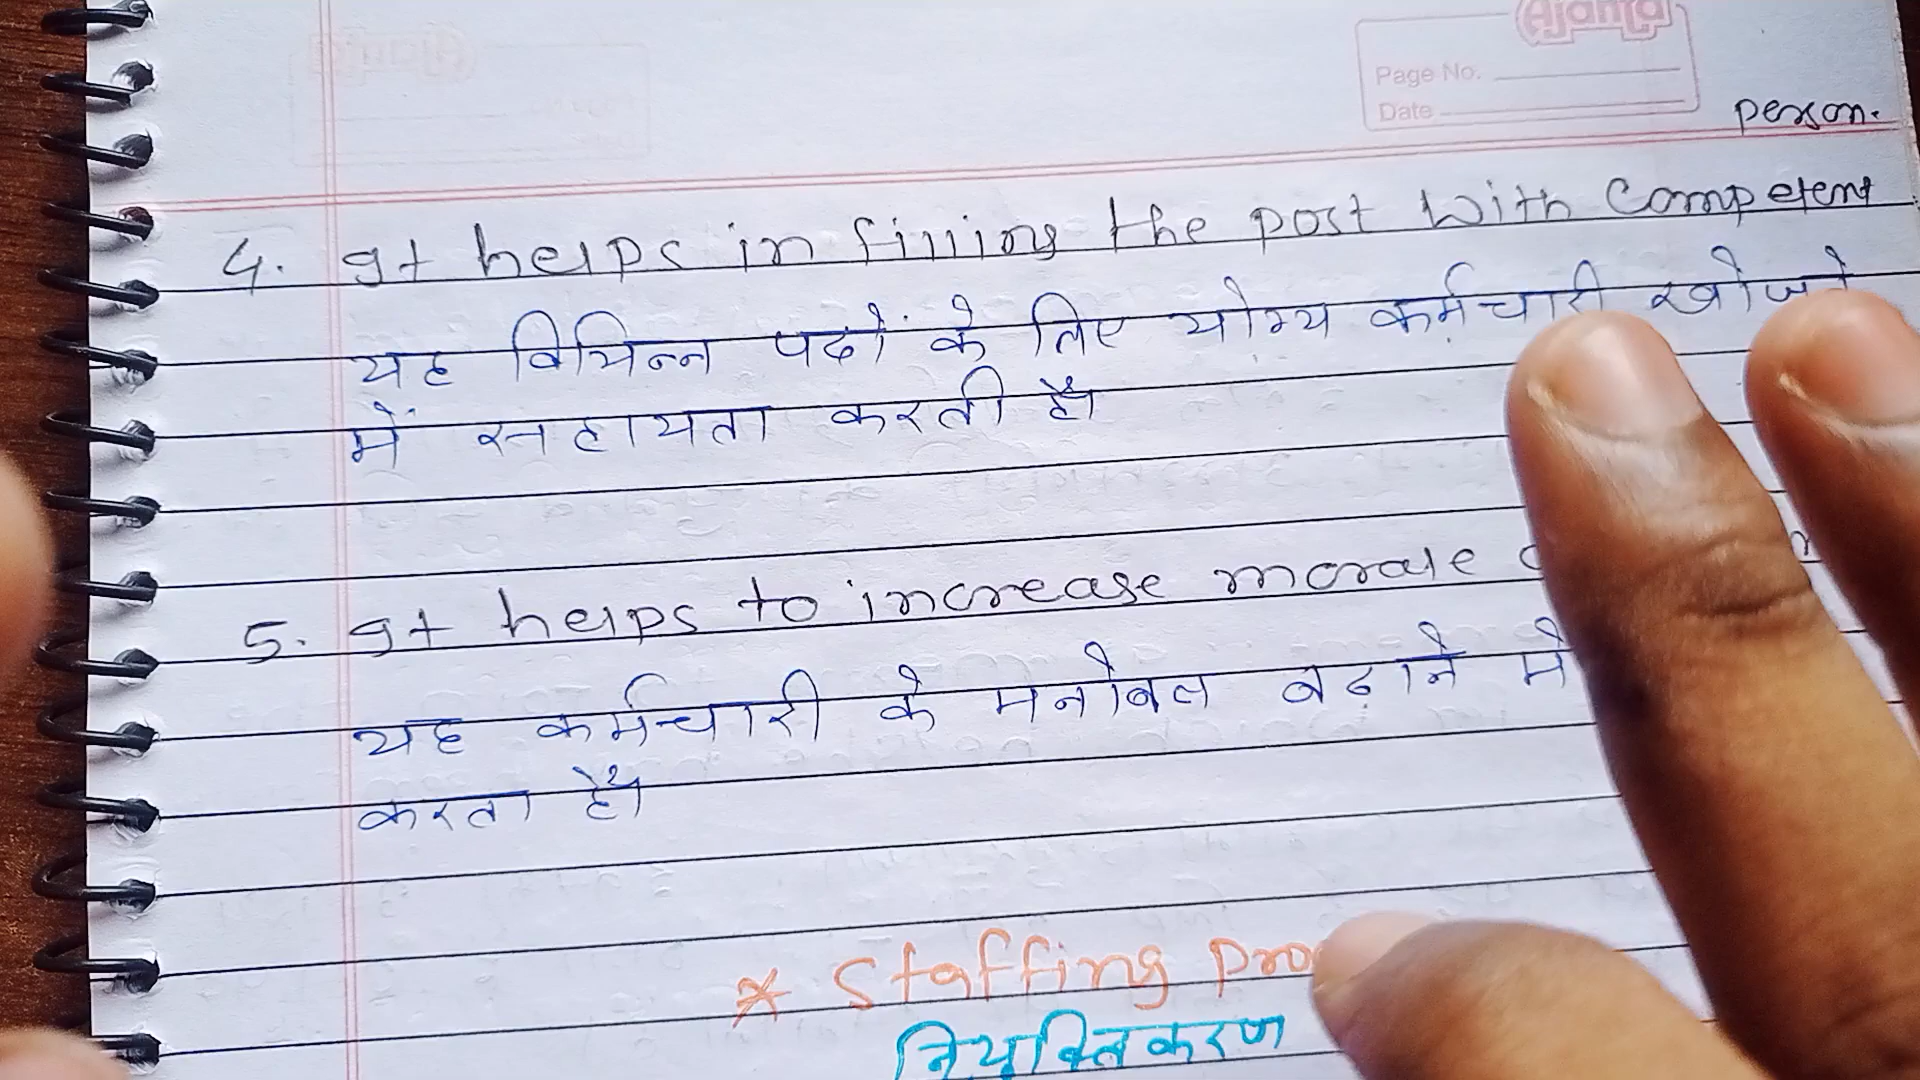 Ajanta
Page No.
Date
person.
4. It helps in filling the post with competent
यह विभिन्न पदों के लिए योग्य कर्मचारी खोजने
में सहायता करती है।
5. It helps to increase morale
यह कर्मचारी के मनोबल बढ़ाने में
करता है।
* Staffing
नियुक्तिकरण